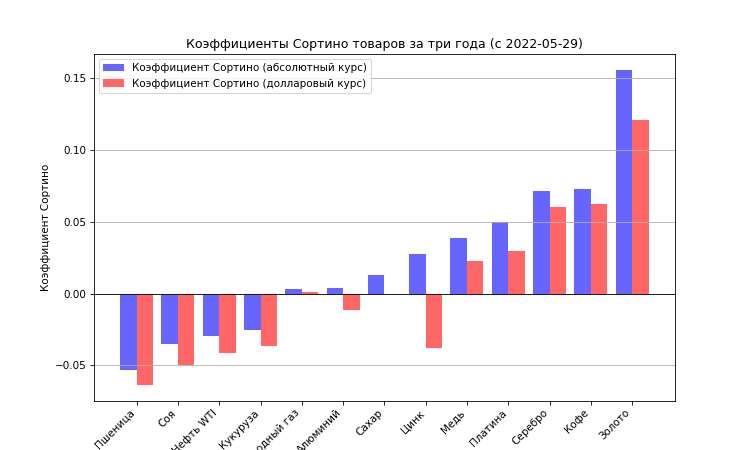 Коэффициенты Сортино товаров за три года (с 2022-05-29)
Коэффициент Сортино (абсолютный курс)
Коэффициент Сортино (долларовый курс)
Коэффициент Сортино
0.15
0.10
0.05
0.00
−0.05
Пшеница
Соя
Нефть WTI
Кукуруза
газ
Алюминий
Сахар
Цинк
Медь
Платина
Серебро
Кофе
Золото